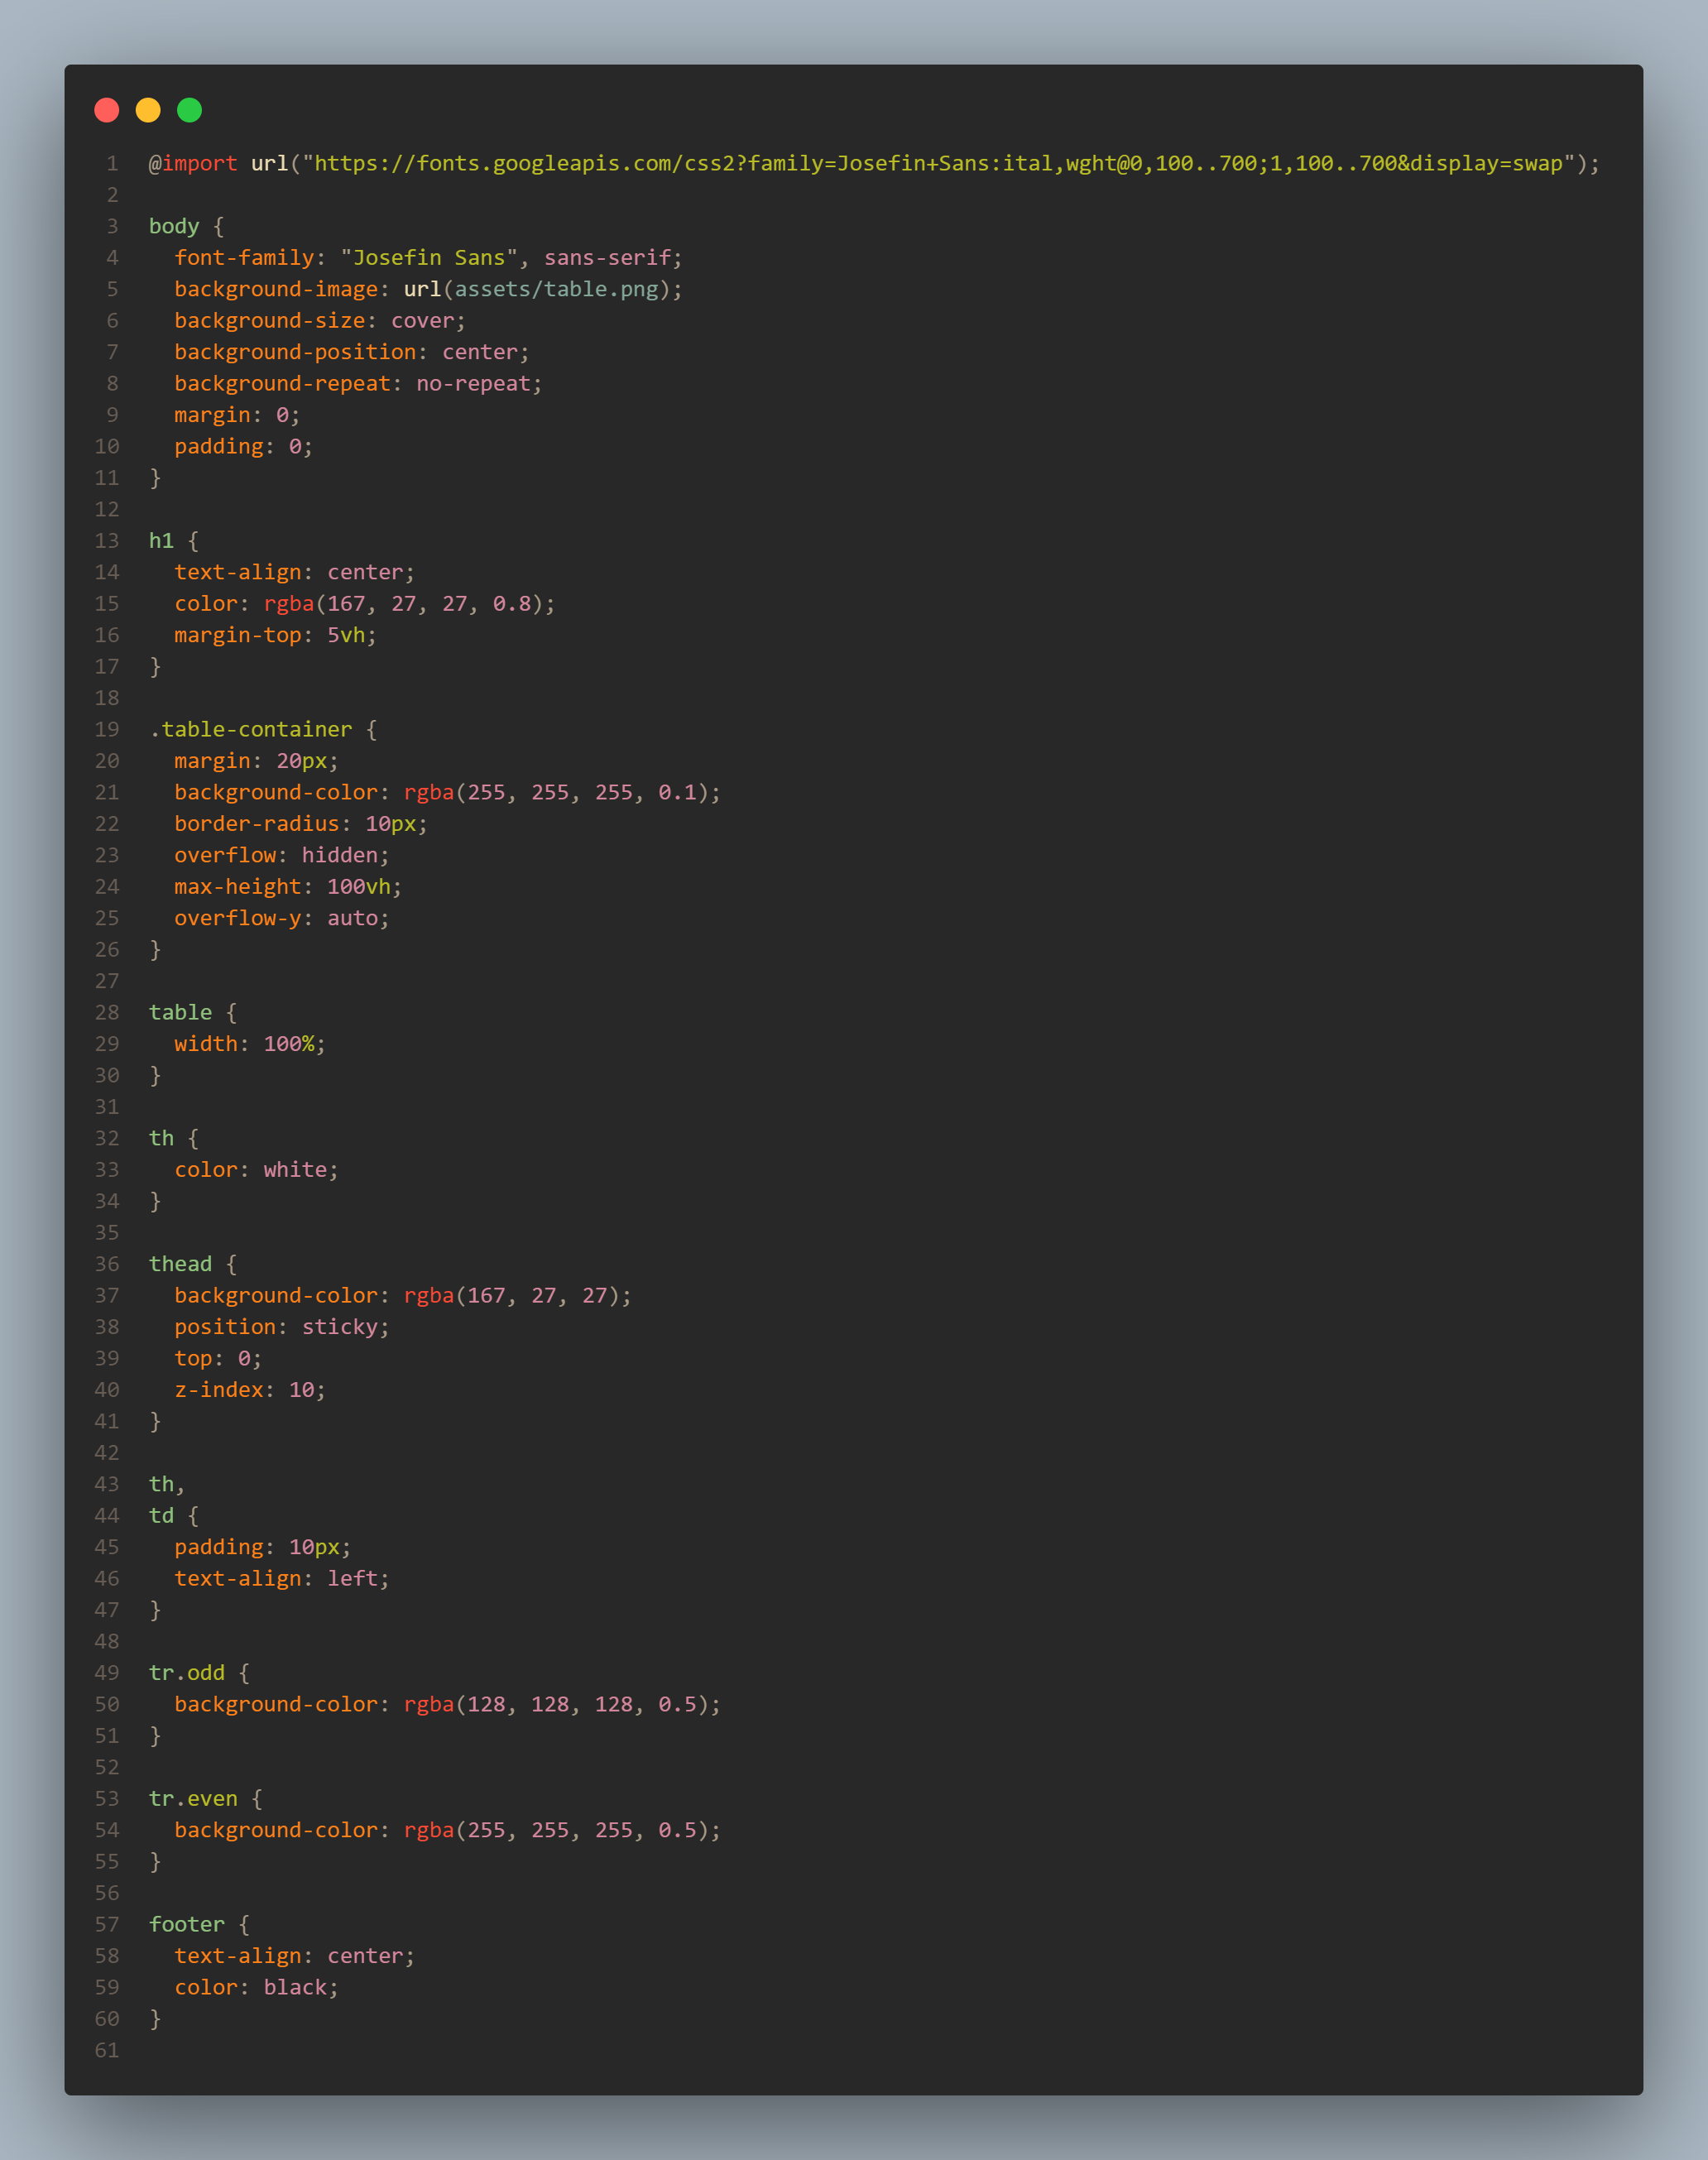 1 @import url("https://fonts.googleapis.com/css2?family=Josefin+Sans:ital,wght@0,100..700;1,100..700&display=swap");
2
3 body {
4   font-family: "Josefin Sans", sans-serif;
5   background-image: url(assets/table.png);
6   background-size: cover;
7   background-position: center;
8   background-repeat: no-repeat;
9   margin: 0;
10   padding: 0;
11 }
12
13 h1 {
14   text-align: center;
15   color: rgba(167, 27, 27, 0.8);
16   margin-top: 5vh;
17 }
18
19 .table-container {
20   margin: 20px;
21   background-color: rgba(255, 255, 255, 0.1);
22   border-radius: 10px;
23   overflow: hidden;
24   max-height: 100vh;
25   overflow-y: auto;
26 }
27
28 table {
29   width: 100%;
30 }
31
32 th {
33   color: white;
34 }
35
36 thead {
37   background-color: rgba(167, 27, 27);
38   position: sticky;
39   top: 0;
40   z-index: 10;
41 }
42
43 th,
44 td {
45   padding: 10px;
46   text-align: left;
47 }
48
49 tr.odd {
50   background-color: rgba(128, 128, 128, 0.5);
51 }
52
53 tr.even {
54   background-color: rgba(255, 255, 255, 0.5);
55 }
56
57 footer {
58   text-align: center;
59   color: black;
60 }
61